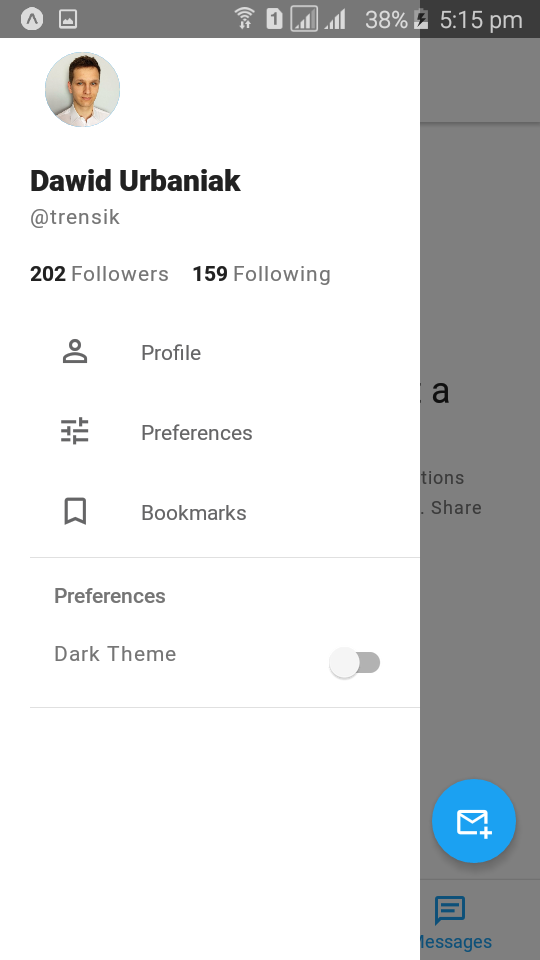 1 38% 5:15 pm
Dawid Urbaniak
@trensik
202 Followers 159 Following
Profile
a
Preferences
tions
Bookmarks
. Share
Preferences
Dark Theme
Messages